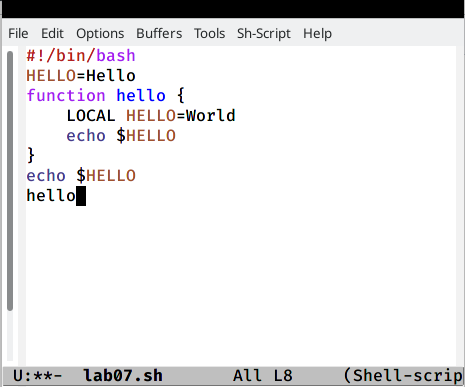 File Edit Options Buffers Tools Sh-Script Help
#!/bin/bash
HELLO=Hello
function hello {
    LOCAL HELLO=World
    echo $HELLO
}
echo $HELLO
hello
U:**-  lab07.sh       All L8     (Shell-scrip